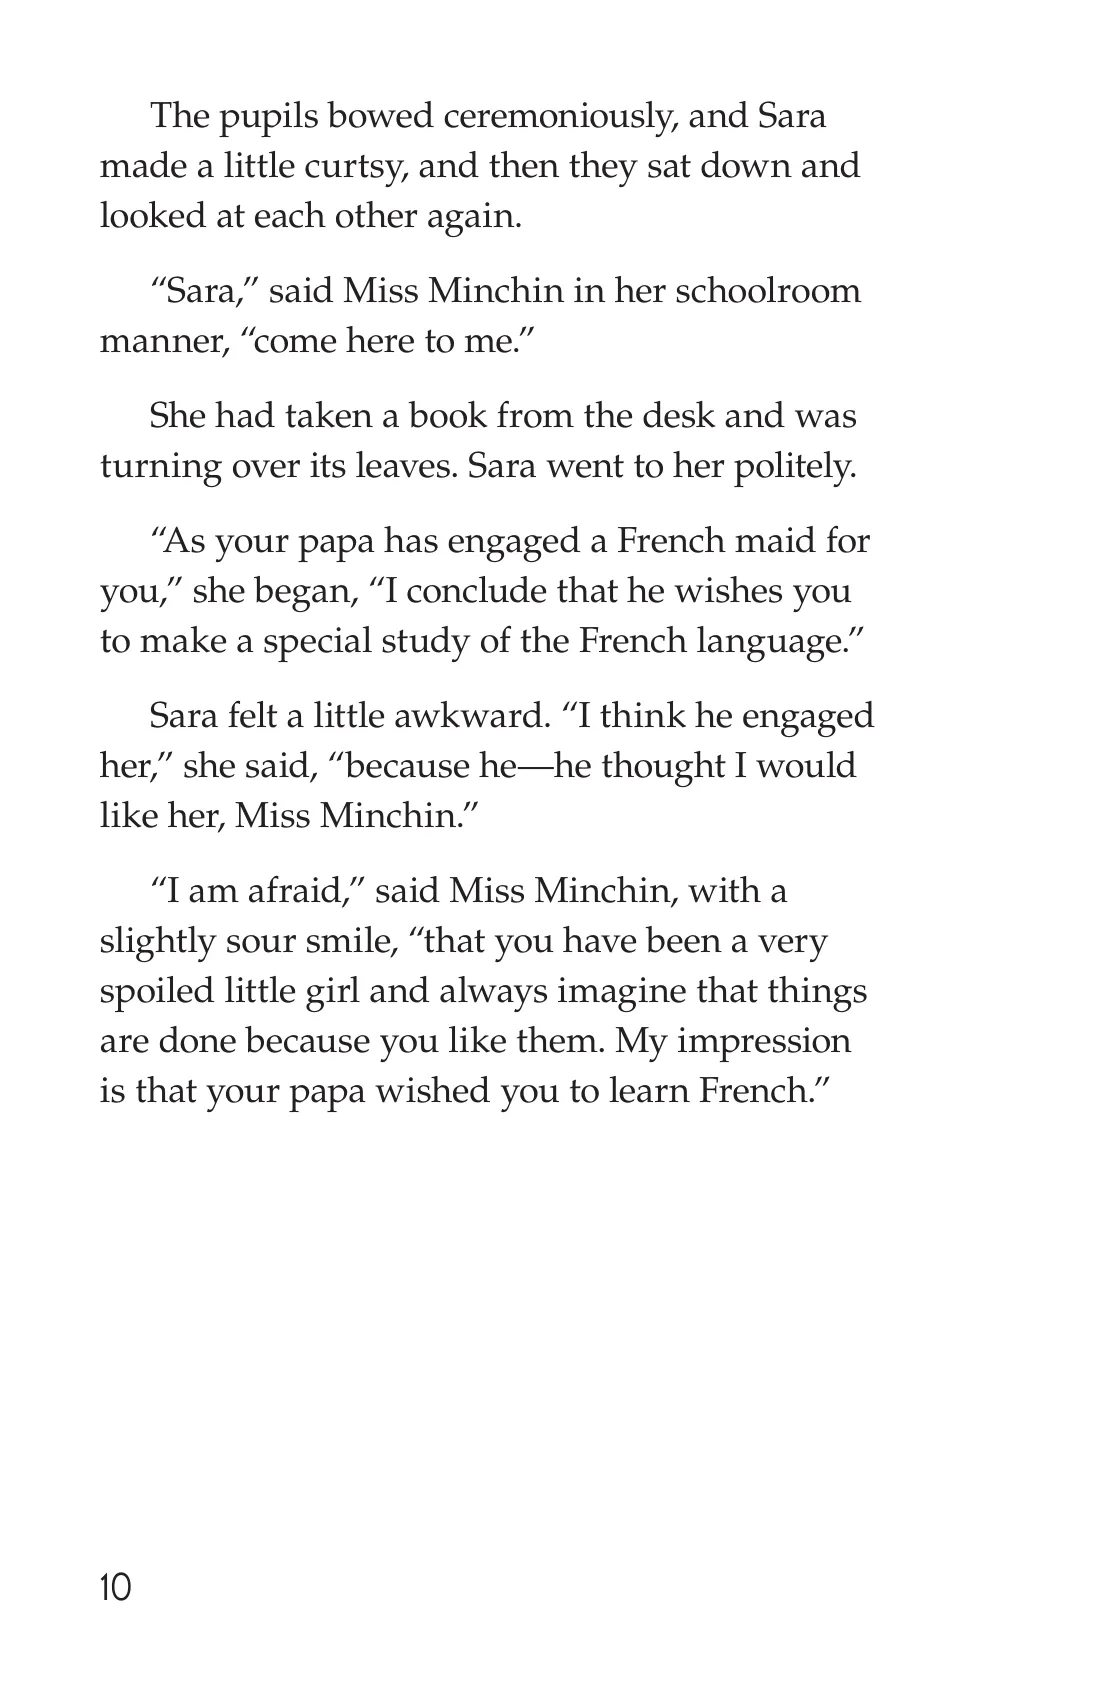 The pupils bowed ceremoniously, and Sara
made a little curtsy, and then they sat down and
looked at each other again.
“Sara,” said Miss Minchin in her schoolroom
manner, “come here to me.”
She had taken a book from the desk and was
turning over its leaves. Sara went to her politely.
“As your papa has engaged a French maid for
you,” she began, “I conclude that he wishes you
to make a special study of the French language.”
Sara felt a little awkward. “I think he engaged
her,” she said, “because he—he thought I would
like her, Miss Minchin.”
“I am afraid,” said Miss Minchin, with a
slightly sour smile, “that you have been a very
spoiled little girl and always imagine that things
are done because you like them. My impression
is that your papa wished you to learn French.”
10